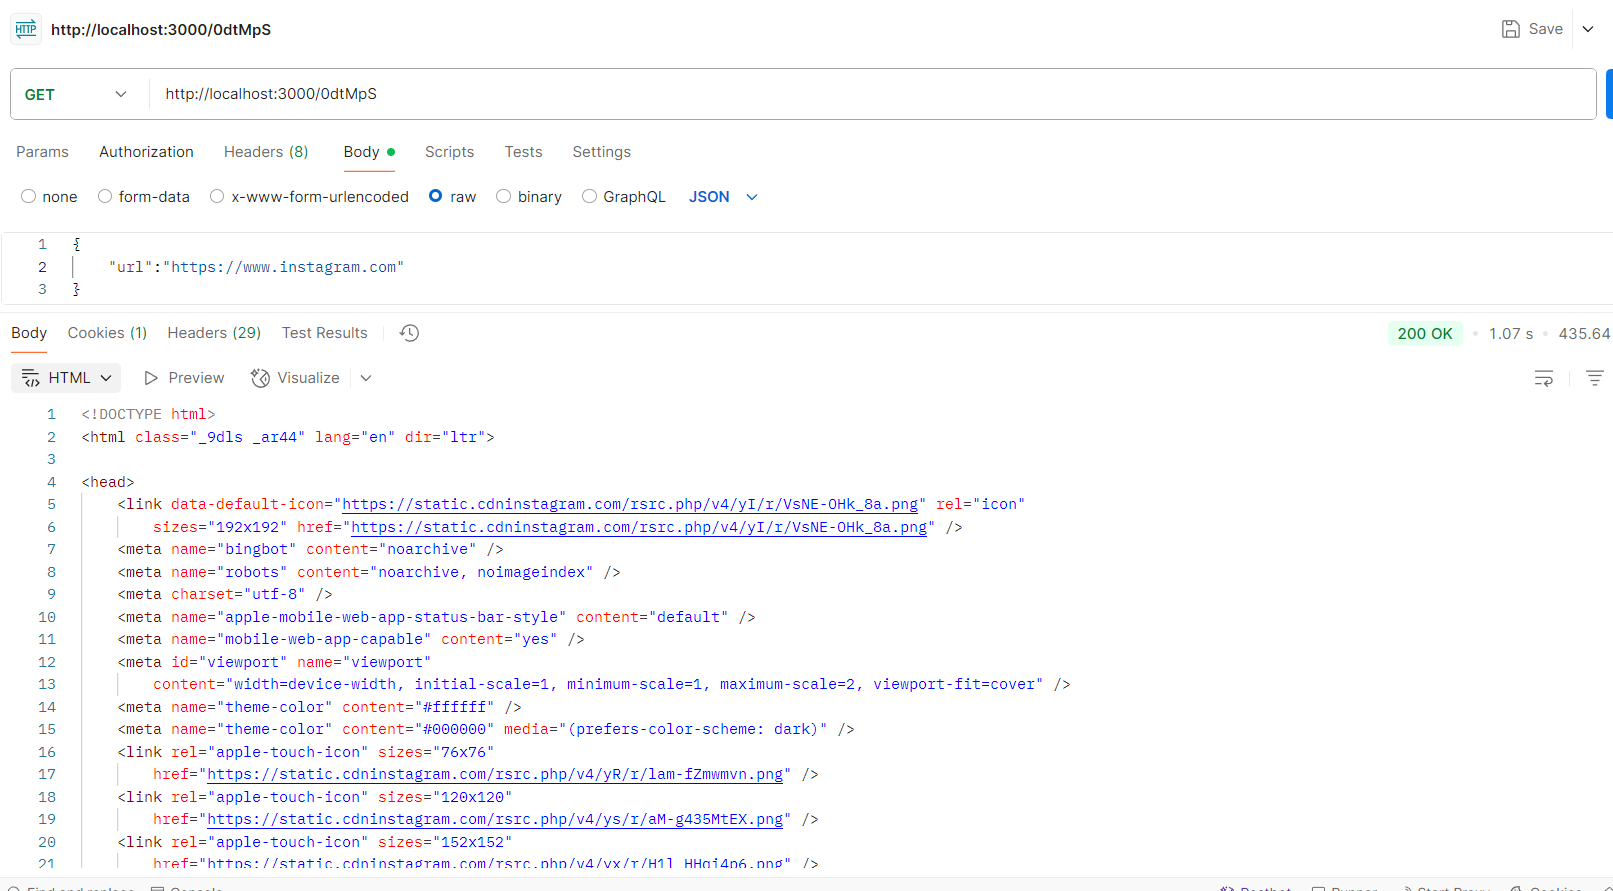 HTTP http://localhost:3000/0dtMpS Save
GET http://localhost:3000/0dtMpS
Params Authorization Headers (8) Body Scripts Tests Settings
none form-data x-www-form-urlencoded raw binary GraphQL JSON
1 {
2 "url":"https://www.instagram.com"
3 }
Body Cookies (1) Headers (29) Test Results 200 OK • 1.07 s • 435.64
HTML Preview Visualize
1 <!DOCTYPE html>
2 <html class="_9dls _ar44" lang="en" dir="ltr">
3
4 <head>
5 <link data-default-icon="https://static.cdninstagram.com/rsrc.php/v4/yI/r/VsNE-OHk_8a.png" rel="icon"
6 sizes="192x192" href="https://static.cdninstagram.com/rsrc.php/v4/yI/r/VsNE-OHk_8a.png" />
7 <meta name="bingbot" content="noarchive" />
8 <meta name="robots" content="noarchive, noimageindex" />
9 <meta charset="utf-8" />
10 <meta name="apple-mobile-web-app-status-bar-style" content="default" />
11 <meta name="mobile-web-app-capable" content="yes" />
12 <meta id="viewport" name="viewport"
13 content="width=device-width, initial-scale=1, minimum-scale=1, maximum-scale=2, viewport-fit=cover" />
14 <meta name="theme-color" content="#ffffff" />
15 <meta name="theme-color" content="#000000" media="(prefers-color-scheme: dark)" />
16 <link rel="apple-touch-icon" sizes="76x76"
17 href="https://static.cdninstagram.com/rsrc.php/v4/yR/r/lam-fZmwmvn.png" />
18 <link rel="apple-touch-icon" sizes="120x120"
19 href="https://static.cdninstagram.com/rsrc.php/v4/ys/r/aM-g435MtEX.png" />
20 <link rel="apple-touch-icon" sizes="152x152"
21 href="https://static.cdninstagram.com/rsrc.php/v4/yx/r/H1l_HHqi4p6.png" />
Find and replace Console Postbot Runner Start Proxy Cookies